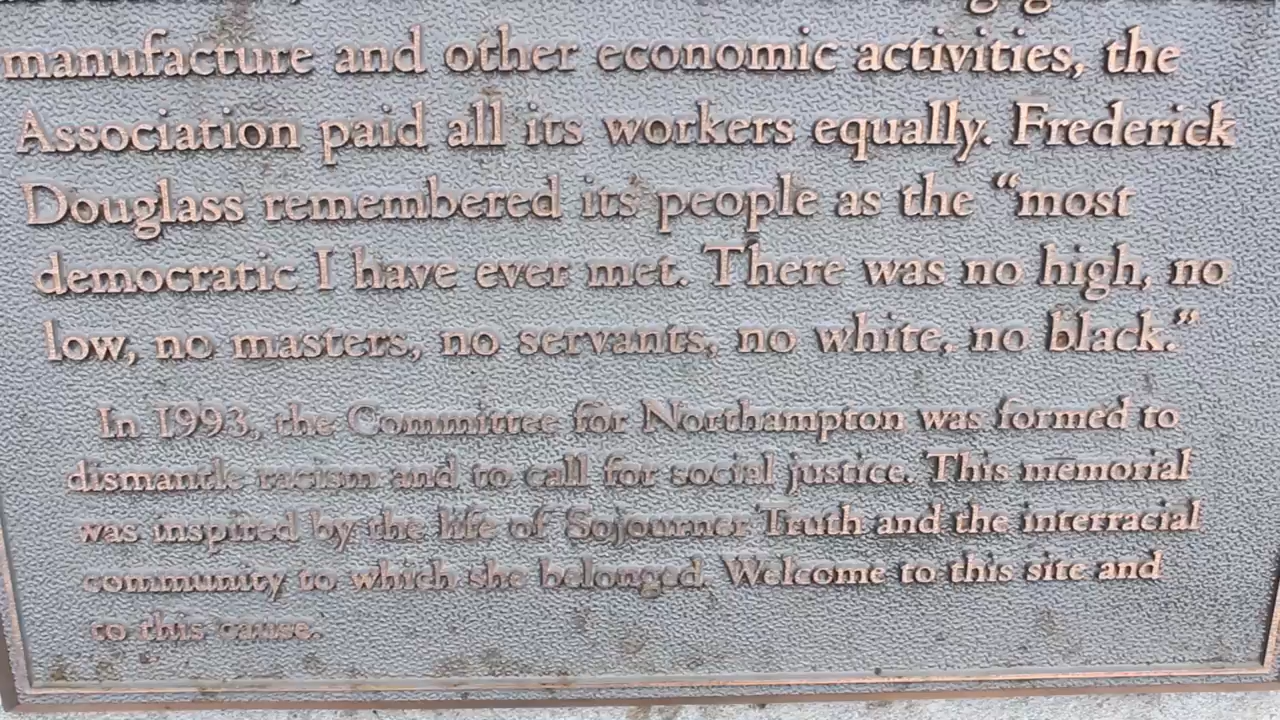 manufacture and other economic activities, the
Association paid all its workers equally. Frederick
Douglass remembered its people as the “most
democratic I have ever met. There was no high, no
low, no masters, no servants, no white, no black.”
In 1993, the Committee for Northampton was formed to
dismantle racism and to call for social justice. This memorial
was inspired by the life of Sojourner Truth and the interracial
community to which she belonged. Welcome to this site and
to this cause.